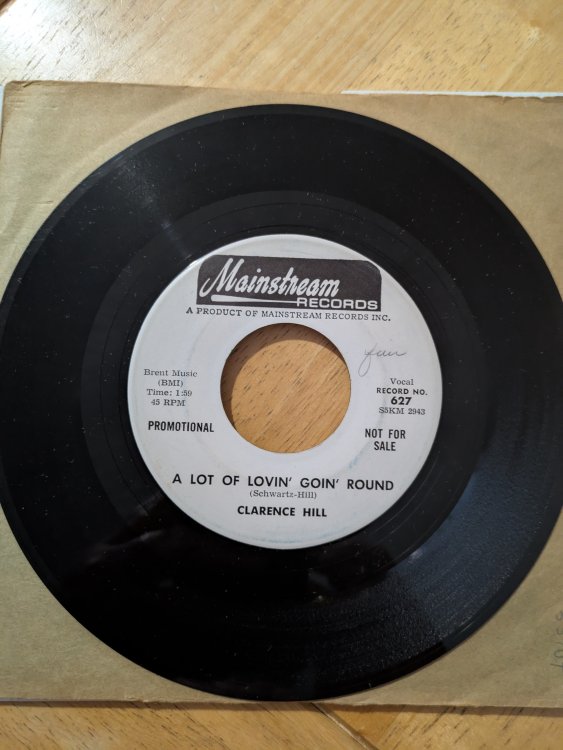 Mainstream
RECORDS
A PRODUCT OF MAINSTREAM RECORDS INC.
Brent Music
(BMI)
Time: 1:59
45 RPM
PROMOTIONAL
Vocal
RECORD NO.
627
S5KM 2943
NOT FOR
SALE
A LOT OF LOVIN' GOIN' ROUND
(Schwartz-Hill)
CLARENCE HILL